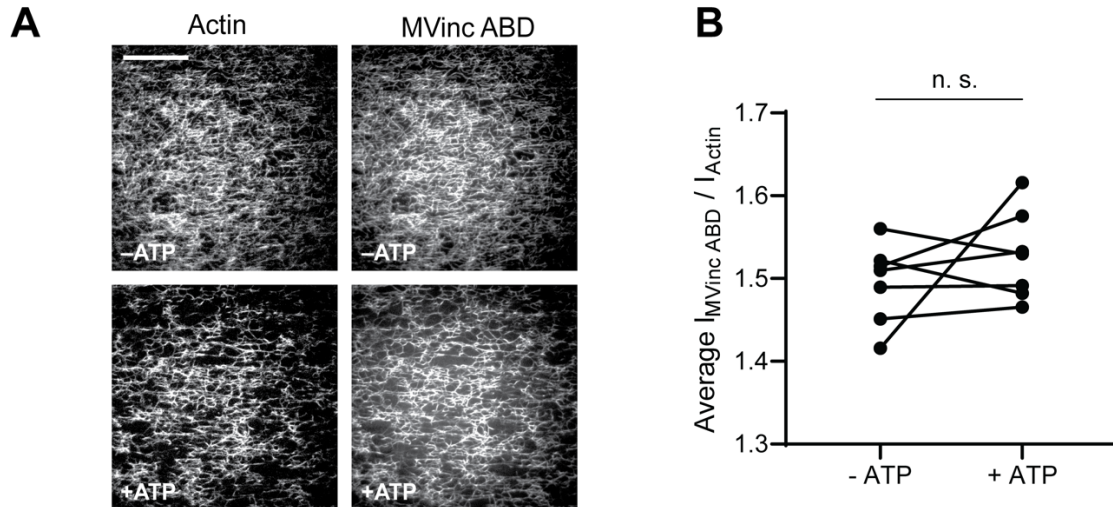 A
Actin
MVinc ABD
–ATP
–ATP
+ATP
+ATP
B
n. s.
Average I MVinc ABD / I Actin
1.7
1.6
1.5
1.4
1.3
- ATP
+ ATP